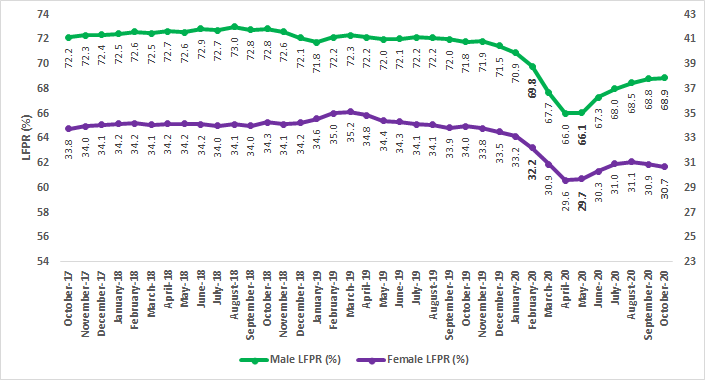 74
72
70
68
66
64
62
60
58
56
54
LFPR (%)
43
41
39
37
35
33
31
29
27
25
23
72.2
72.3
72.4
72.5
72.6
72.5
72.7
72.6
72.9
72.7
73.0
72.8
72.8
72.6
72.1
71.8
72.2
72.3
72.2
72.0
72.1
72.2
72.2
72.0
71.8
71.9
71.5
70.9
69.8
67.7
66.0
66.1
67.3
68.0
68.5
68.8
68.9
33.8
34.0
34.1
34.2
34.2
34.1
34.2
34.2
34.2
34.0
34.1
34.0
34.3
34.1
34.2
34.6
35.0
35.2
34.8
34.4
34.3
34.1
34.1
33.9
34.0
33.8
33.5
33.2
32.2
30.9
29.6
29.7
30.3
31.0
31.1
30.9
30.7
October-17
November-17
December-17
January-18
February-18
March-18
April-18
May-18
June-18
July-18
August-18
September-18
October-18
November-18
December-18
January-19
February-19
March-19
April-19
May-19
June-19
July-19
August-19
September-19
October-19
November-19
December-19
January-20
February-20
March-20
April-20
May-20
June-20
July-20
August-20
September-20
October-20
Male LFPR (%)
Female LFPR (%)